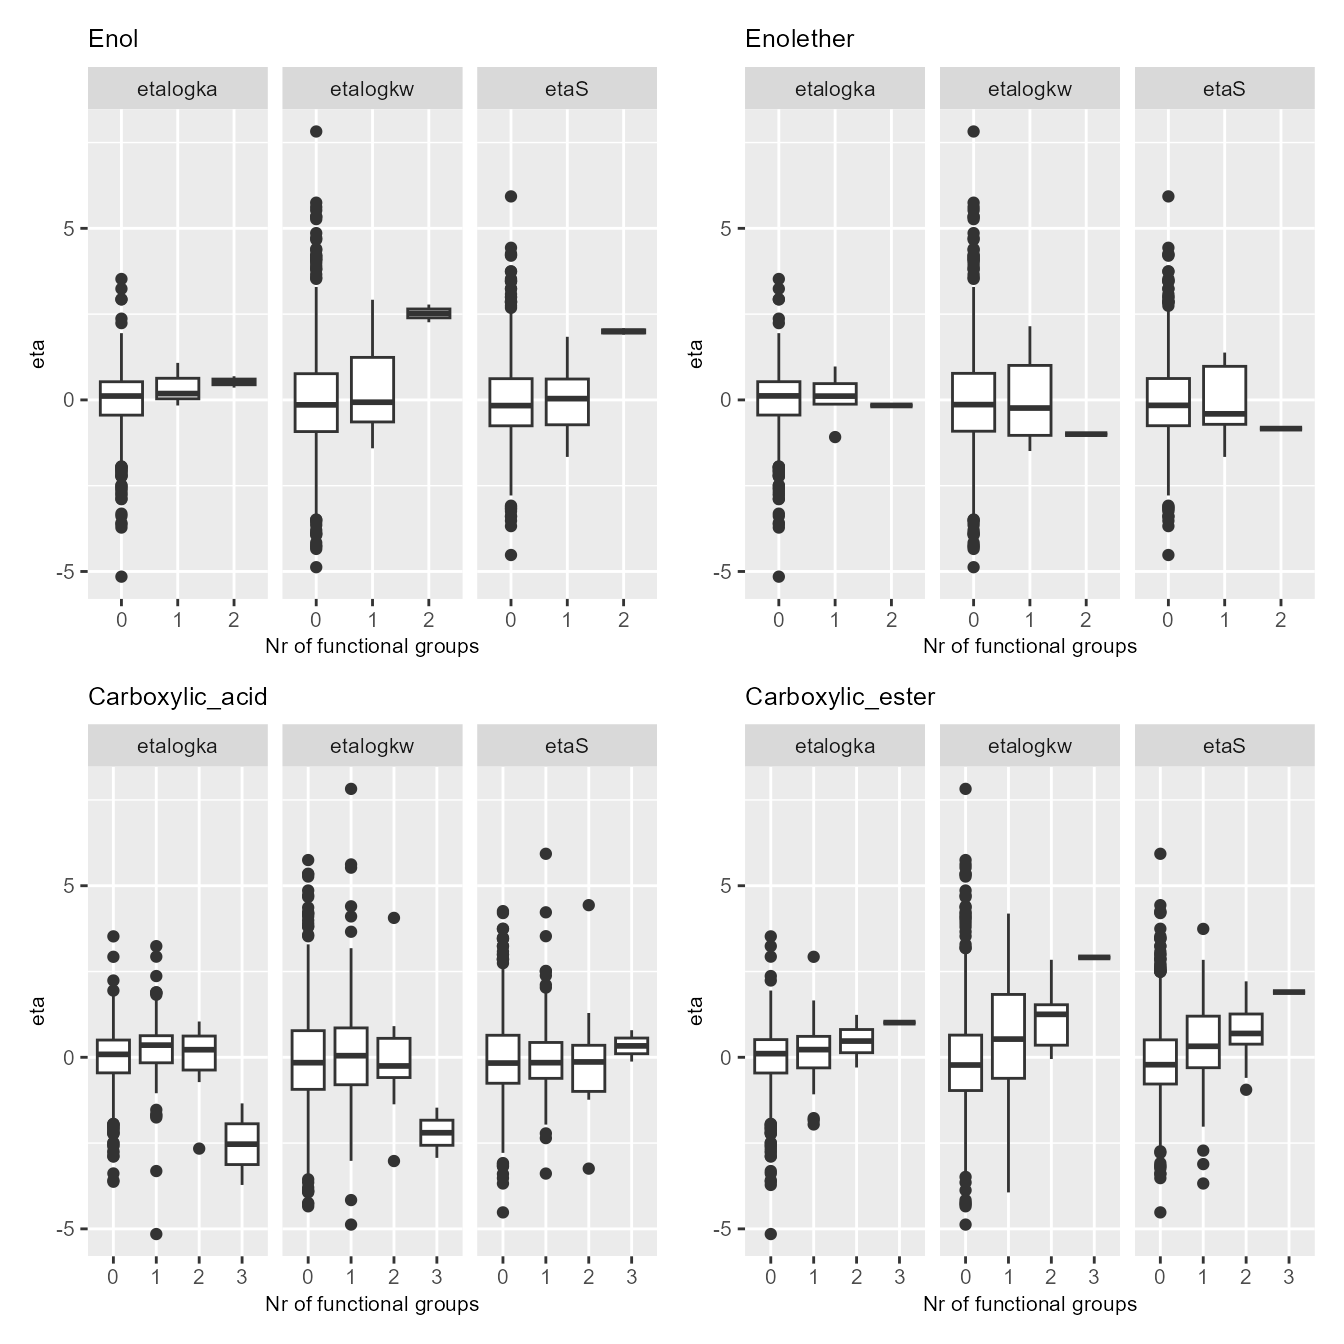 Enol
etalogka etalogkw etaS
5
0
-5
eta
0 1 2 0 1 2 0 1 2
Nr of functional groups
Enolether
etalogka etalogkw etaS
5
0
-5
eta
0 1 2 0 1 2 0 1 2
Nr of functional groups
Carboxylic_acid
etalogka etalogkw etaS
5
0
-5
eta
0 1 2 3 0 1 2 3 0 1 2 3
Nr of functional groups
Carboxylic_ester
etalogka etalogkw etaS
5
0
-5
eta
0 1 2 3 0 1 2 3 0 1 2 3
Nr of functional groups